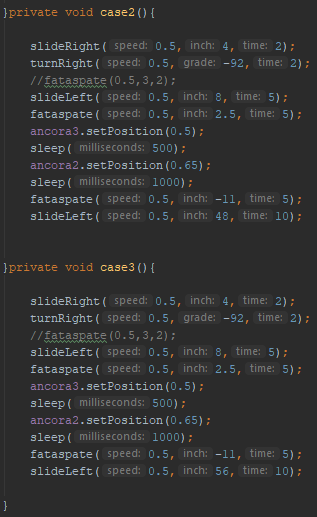 }private void case2(){
slideRight( speed: 0.5, inch: 4, time: 2);
turnRight( speed: 0.5, grade: -92, time: 2);
//fataspate(0.5,3,2);
slideLeft( speed: 0.5, inch: 8, time: 5);
fataspate( speed: 0.5, inch: 2.5, time: 5);
ancora3.setPosition(0.5);
sleep( milliseconds: 500);
ancora2.setPosition(0.65);
sleep( milliseconds: 1000);
fataspate( speed: 0.5, inch: -11, time: 5);
slideLeft( speed: 0.5, inch: 48, time: 10);
}private void case3(){
slideRight( speed: 0.5, inch: 4, time: 2);
turnRight( speed: 0.5, grade: -92, time: 2);
//fataspate(0.5,3,2);
slideLeft( speed: 0.5, inch: 8, time: 5);
fataspate( speed: 0.5, inch: 2.5, time: 5);
ancora3.setPosition(0.5);
sleep( milliseconds: 500);
ancora2.setPosition(0.65);
sleep( milliseconds: 1000);
fataspate( speed: 0.5, inch: -11, time: 5);
slideLeft( speed: 0.5, inch: 56, time: 10);
}